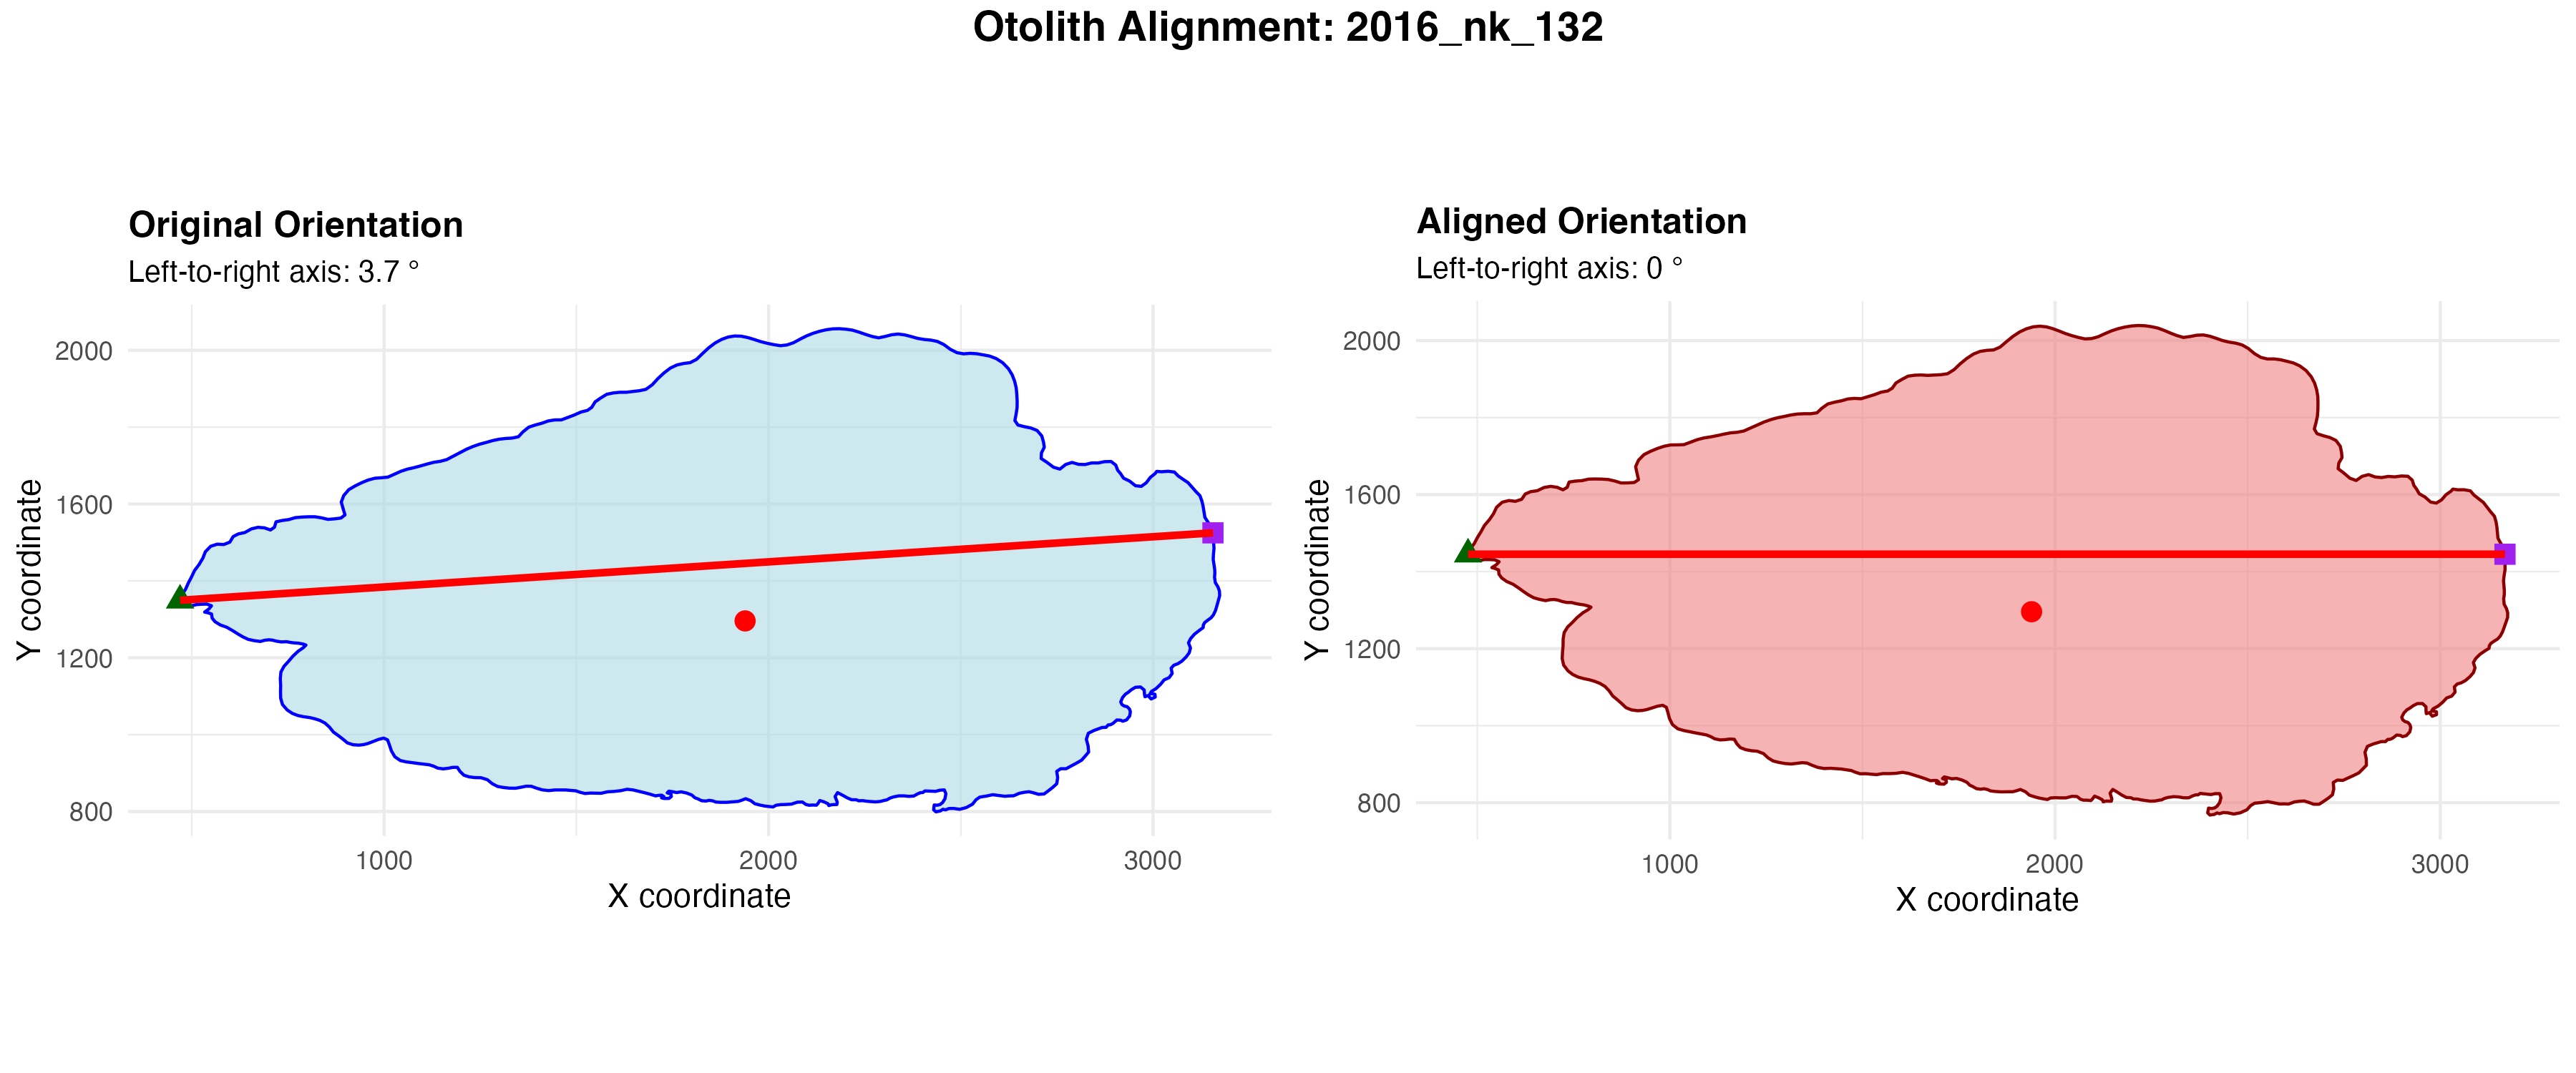 Otolith Alignment: 2016_nk_132
Original Orientation
Left-to-right axis: 3.7 °
2000
1600
1200
800
Y coordinate
1000 2000 3000
X coordinate
Aligned Orientation
Left-to-right axis: 0 °
2000
1600
1200
800
Y coordinate
1000 2000 3000
X coordinate